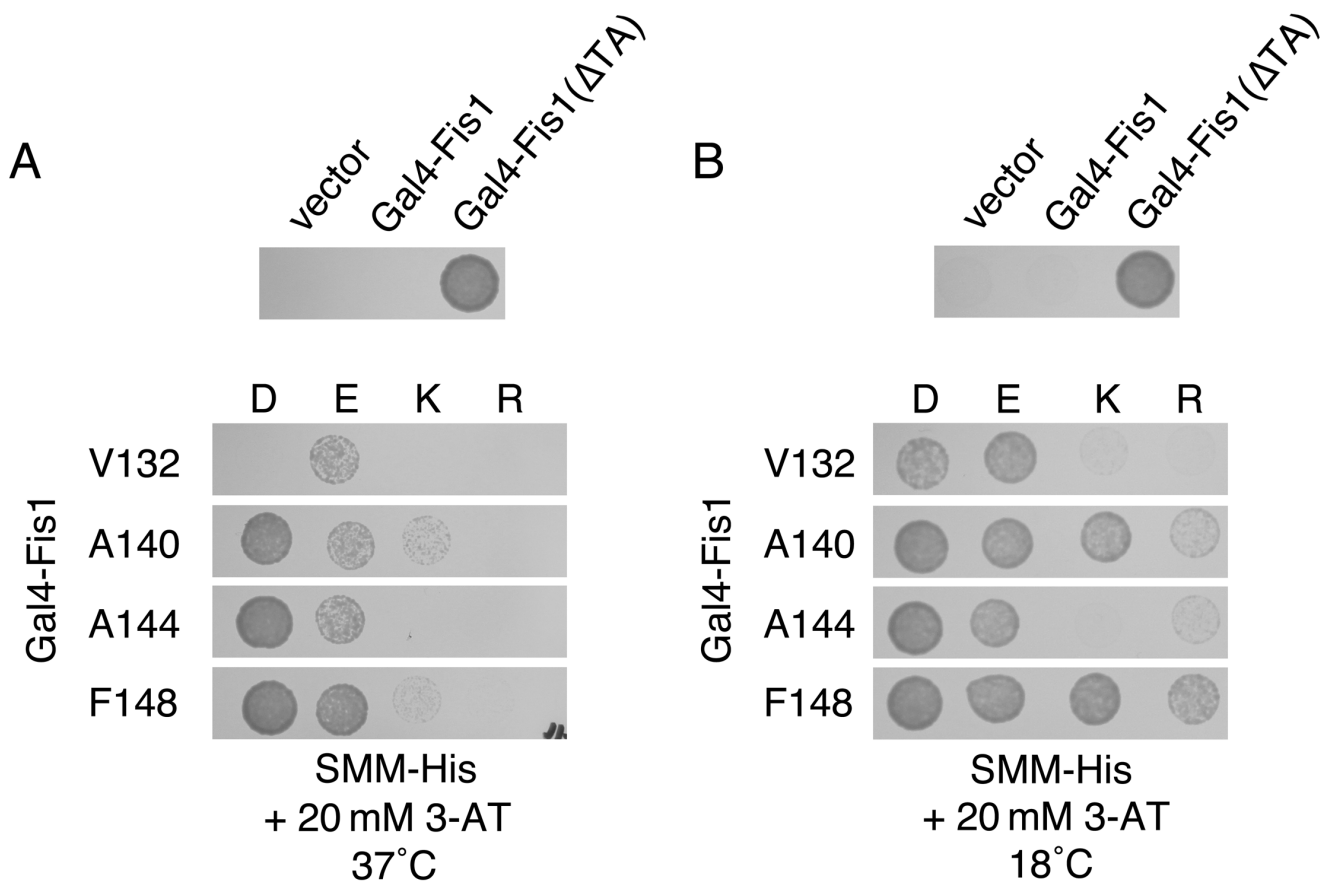 A
vector
Gal4-Fis1
Gal4-Fis1(ΔTA)
D E K R
Gal4-Fis1
V132
A140
A144
F148
SMM-His
+ 20 mM 3-AT
37˚C
B
vector
Gal4-Fis1
Gal4-Fis1(ΔTA)
D E K R
Gal4-Fis1
V132
A140
A144
F148
SMM-His
+ 20 mM 3-AT
18˚C